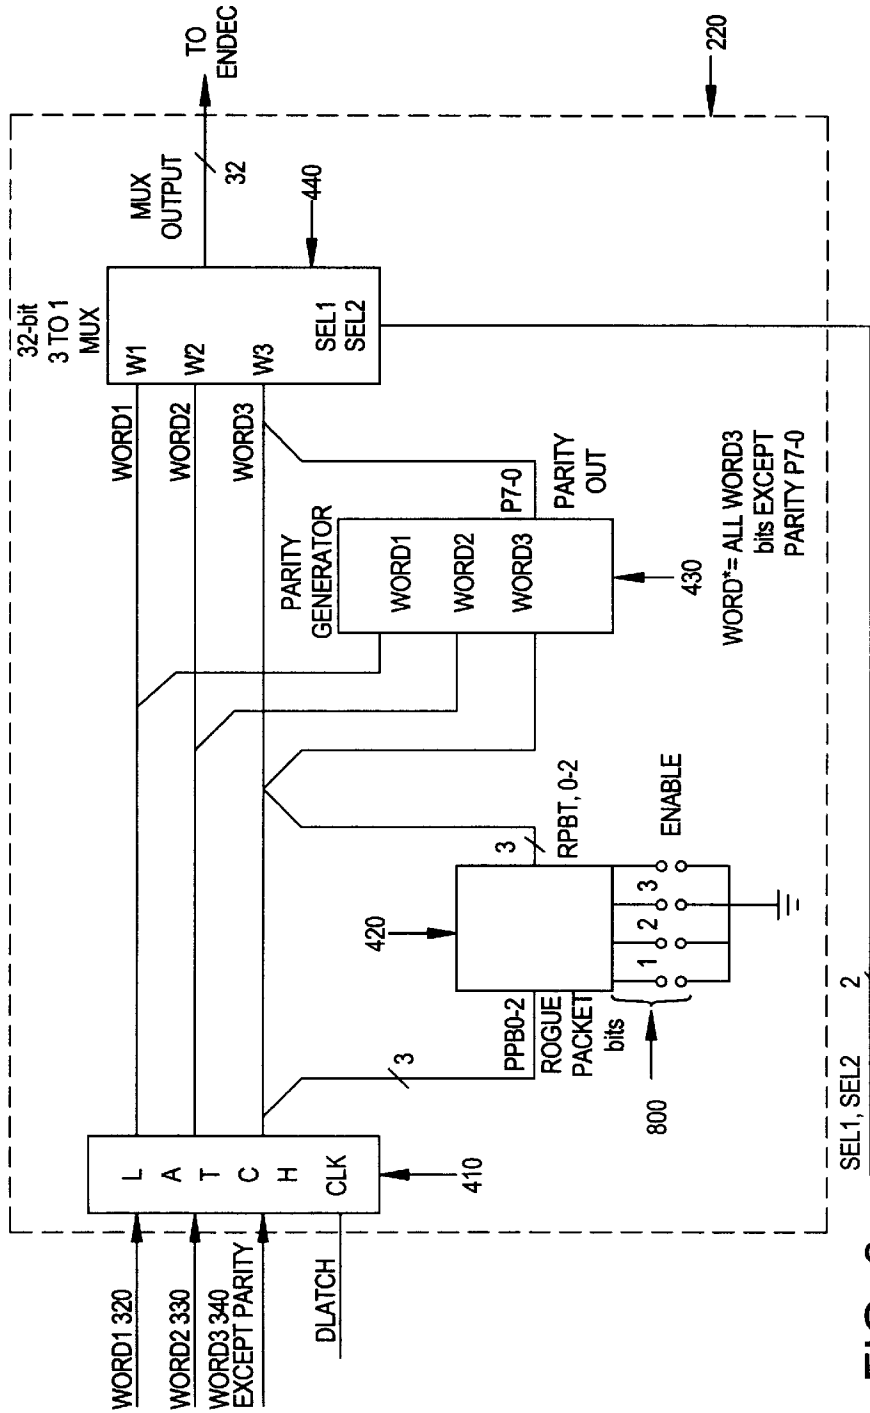 WORD1 320
WORD2 330
WORD3 340
EXCEPT PARITY
DLATCH
L
A
T
C
H
CLK
410
3
PPB0-2
ROGUE
PACKET
bits
800
420
1
2
3
ENABLE
3
RPBT, 0-2
WORD1
WORD2
WORD3
PARITY
GENERATOR
WORD1
WORD2
WORD3
P7-0
PARITY
OUT
430
WORD*= ALL WORD3
bits EXCEPT
PARITY P7-0
32-bit
3 TO 1
MUX
W1
W2
W3
SEL1
SEL2
440
MUX
OUTPUT
32
TO
ENDEC
220
SEL1, SEL2
2
FIG.